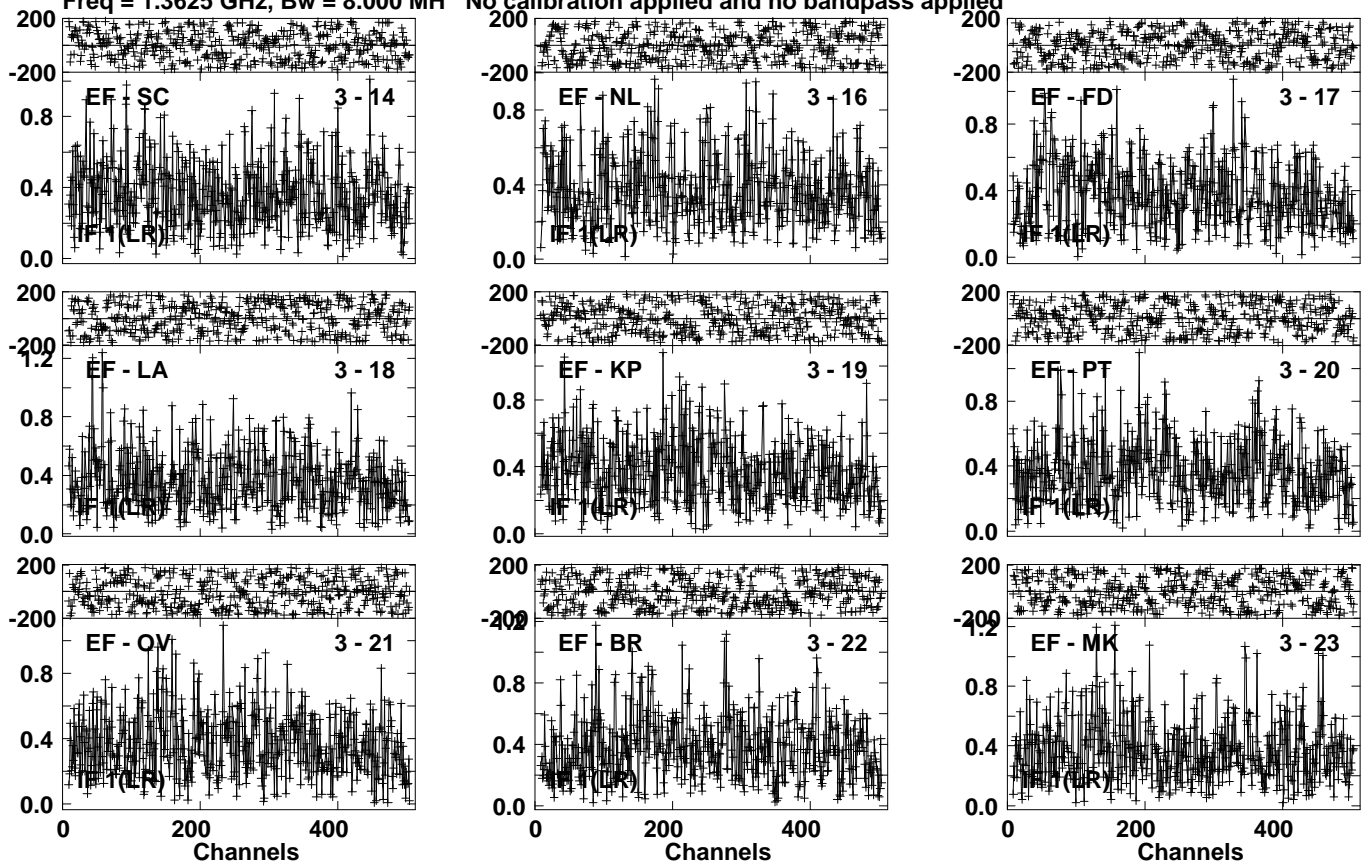 Freq = 1.3625 GHz, Bw = 8.000 MH No calibration applied and no bandpass applied
200 200 200
-200 -200 -200
EF - SC 3 - 14 EF - NL 3 - 16 EF - FD 3 - 17
0.8 0.8 0.8
0.4 0.4 0.4
IF 1(LR) IF 1(LR) IF 1(LR)
0.0 0.0 0.0
200 200 200
-200 -200 -200
1.2
EF - LA 3 - 18 EF - KP 3 - 19 EF - PT 3 - 20
0.8 0.8 0.8
0.4 0.4 0.4
IF 1(LR) IF 1(LR) IF 1(LR)
0.0 0.0 0.0
200 200 200
-200 -200 -200
1.2 1.2
EF - OV 3 - 21 EF - BR 3 - 22 EF - MK 3 - 23
0.8 0.8 0.8
0.4 0.4 0.4
IF 1(LR) IF 1(LR) IF 1(LR)
0.0 0.0 0.0
0 200 400 0 200 400 0 200 400
Channels Channels Channels